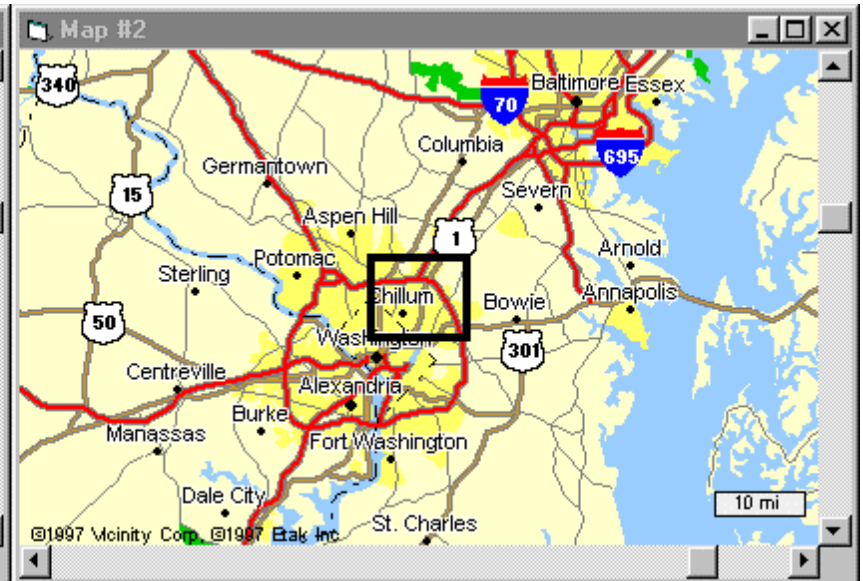 Map #2
340
70
Baltimore
Essex
Columbia
695
Germantown
15
Severn
Aspen Hill
1
Potomac
Arnold
Sterling
Chillum
Bowie
Annapolis
50
Washington
301
Centreville
Alexandria
Burke
Manassas
Fort Washington
Dale City
10 mi
St. Charles
©1997 Vicinity Corp, ©1997 Etak Inc